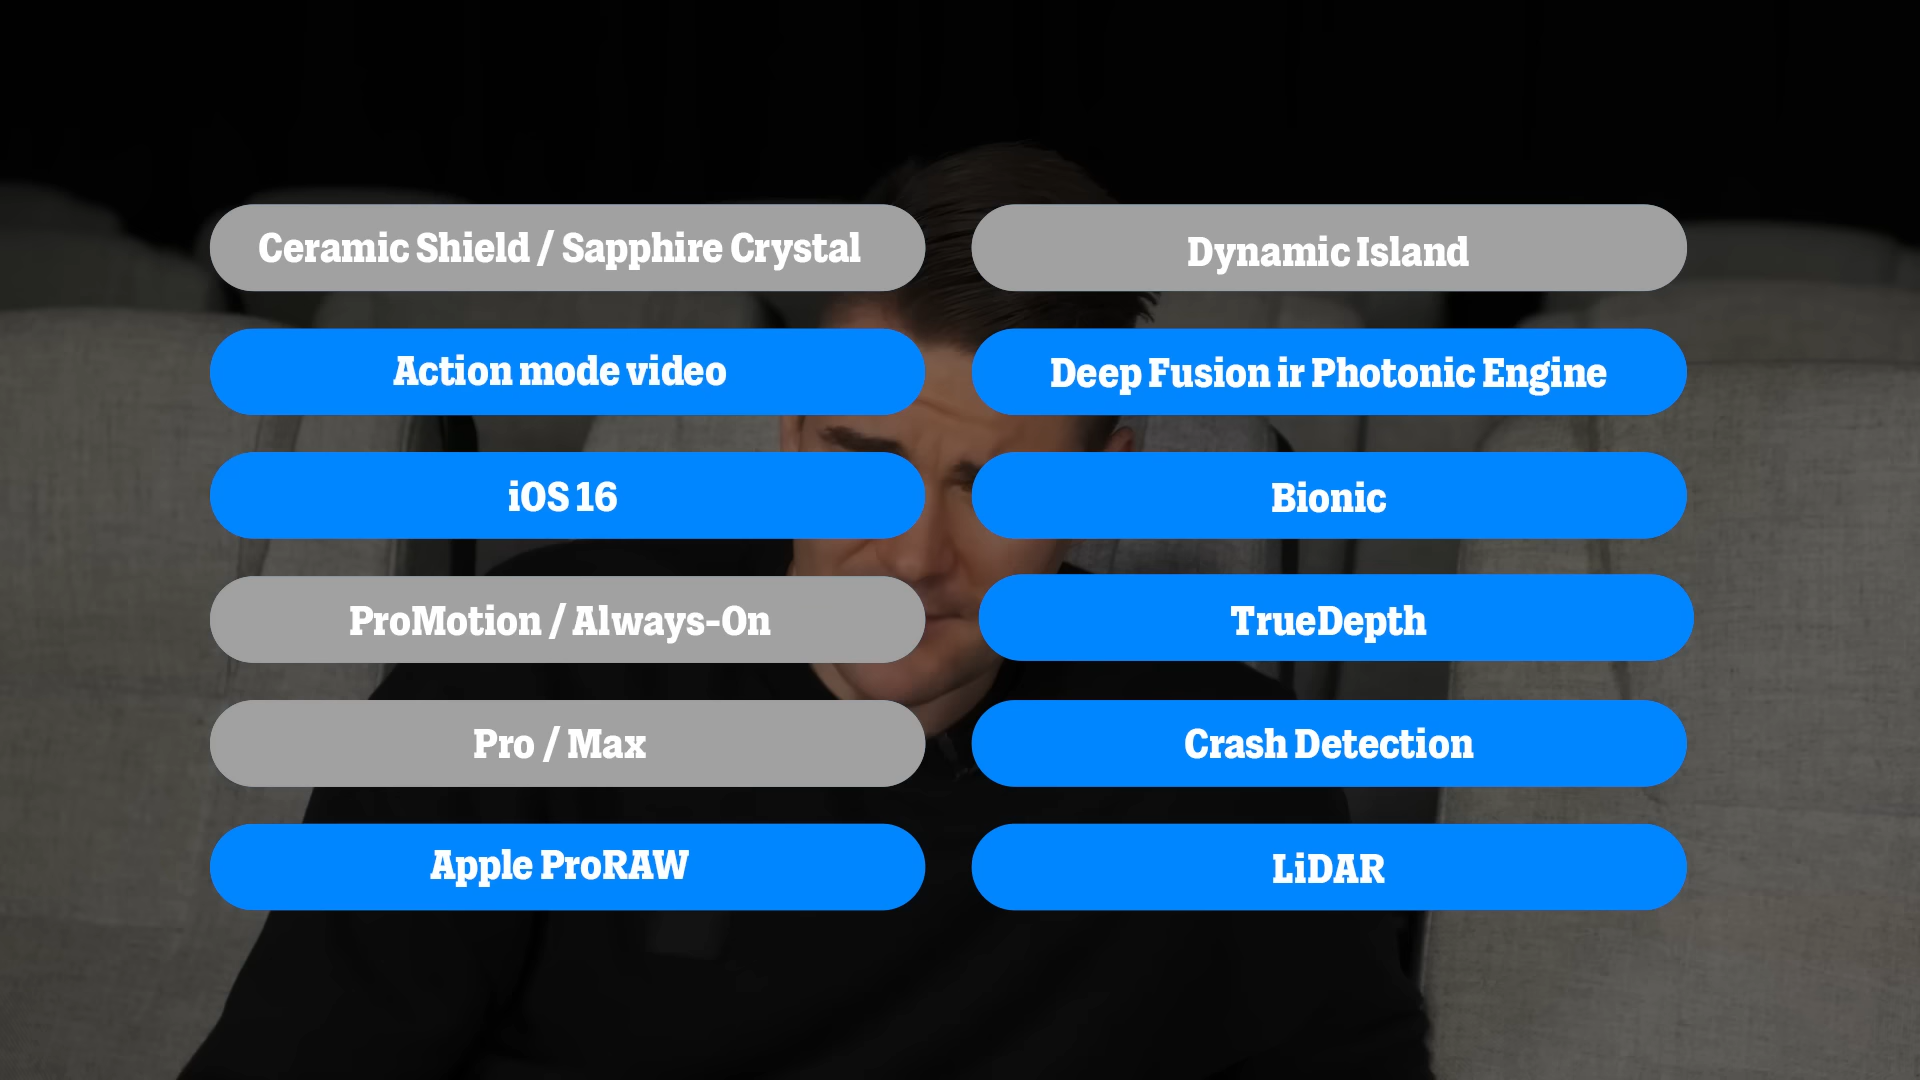 Ceramic Shield / Sapphire Crystal
Dynamic Island
Action mode video
Deep Fusion ir Photonic Engine
iOS 16
Bionic
ProMotion / Always-On
TrueDepth
Pro / Max
Crash Detection
Apple ProRAW
LiDAR